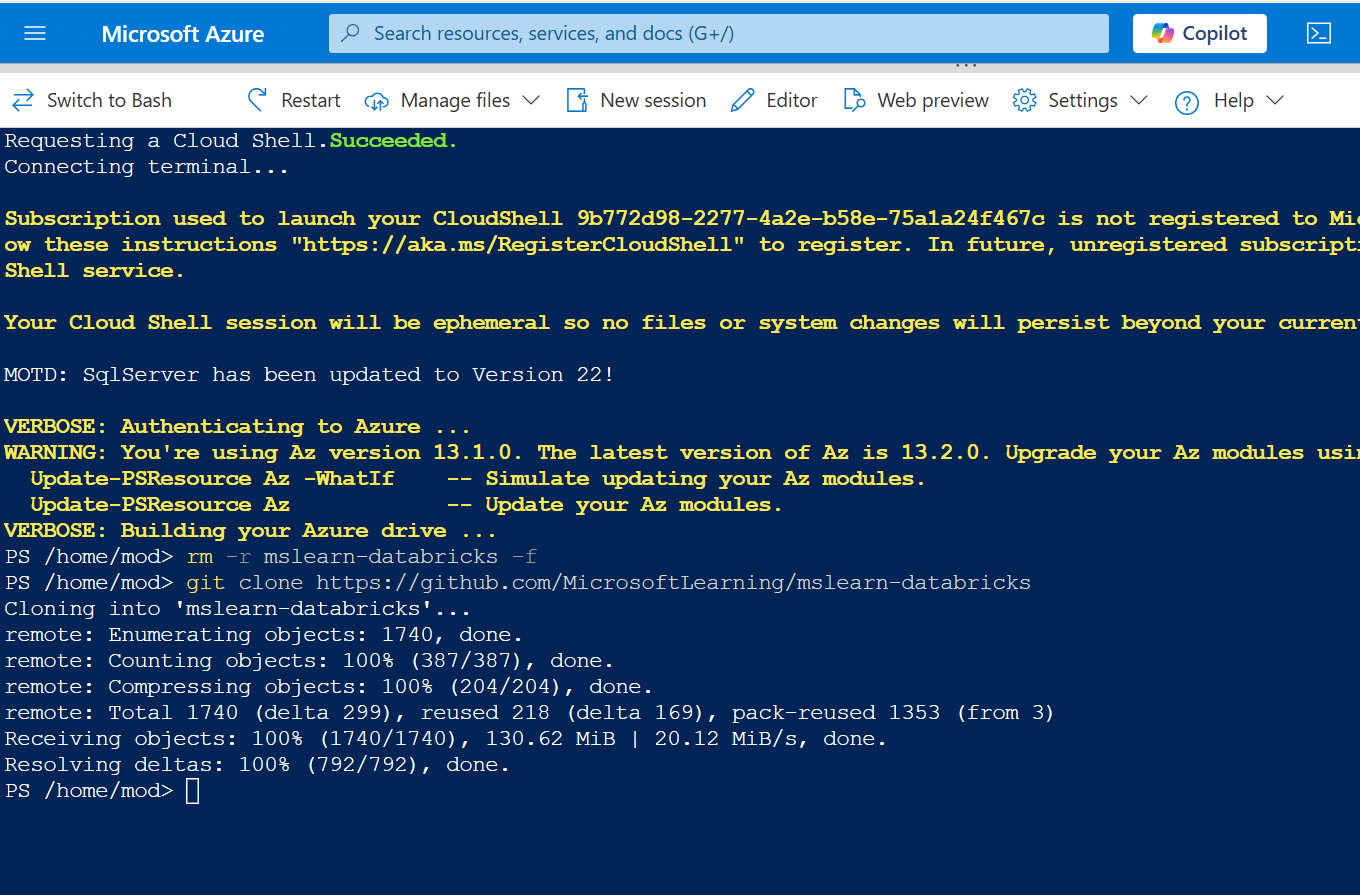 Microsoft Azure
Search resources, services, and docs (G+/)
Copilot
Switch to Bash
Restart
Manage files
New session
Editor
Web preview
Settings
Help
Requesting a Cloud Shell.Succeeded.
Connecting terminal...
Subscription used to launch your CloudShell 9b772d98-2277-4a2e-b58e-75a1a24f467c is not registered to Mic
ow these instructions "https://aka.ms/RegisterCloudShell" to register. In future, unregistered subscripti
Shell service.
Your Cloud Shell session will be ephemeral so no files or system changes will persist beyond your current
MOTD: SqlServer has been updated to Version 22!
VERBOSE: Authenticating to Azure ...
WARNING: You're using Az version 13.1.0. The latest version of Az is 13.2.0. Upgrade your Az modules usin
Update-PSResource Az -WhatIf    -- Simulate updating your Az modules.
Update-PSResource Az            -- Update your Az modules.
VERBOSE: Building your Azure drive ...
PS /home/mod> rm -r mslearn-databricks -f
PS /home/mod> git clone https://github.com/MicrosoftLearning/mslearn-databricks
Cloning into 'mslearn-databricks'...
remote: Enumerating objects: 1740, done.
remote: Counting objects: 100% (387/387), done.
remote: Compressing objects: 100% (204/204), done.
remote: Total 1740 (delta 299), reused 218 (delta 169), pack-reused 1353 (from 3)
Receiving objects: 100% (1740/1740), 130.62 MiB | 20.12 MiB/s, done.
Resolving deltas: 100% (792/792), done.
PS /home/mod>